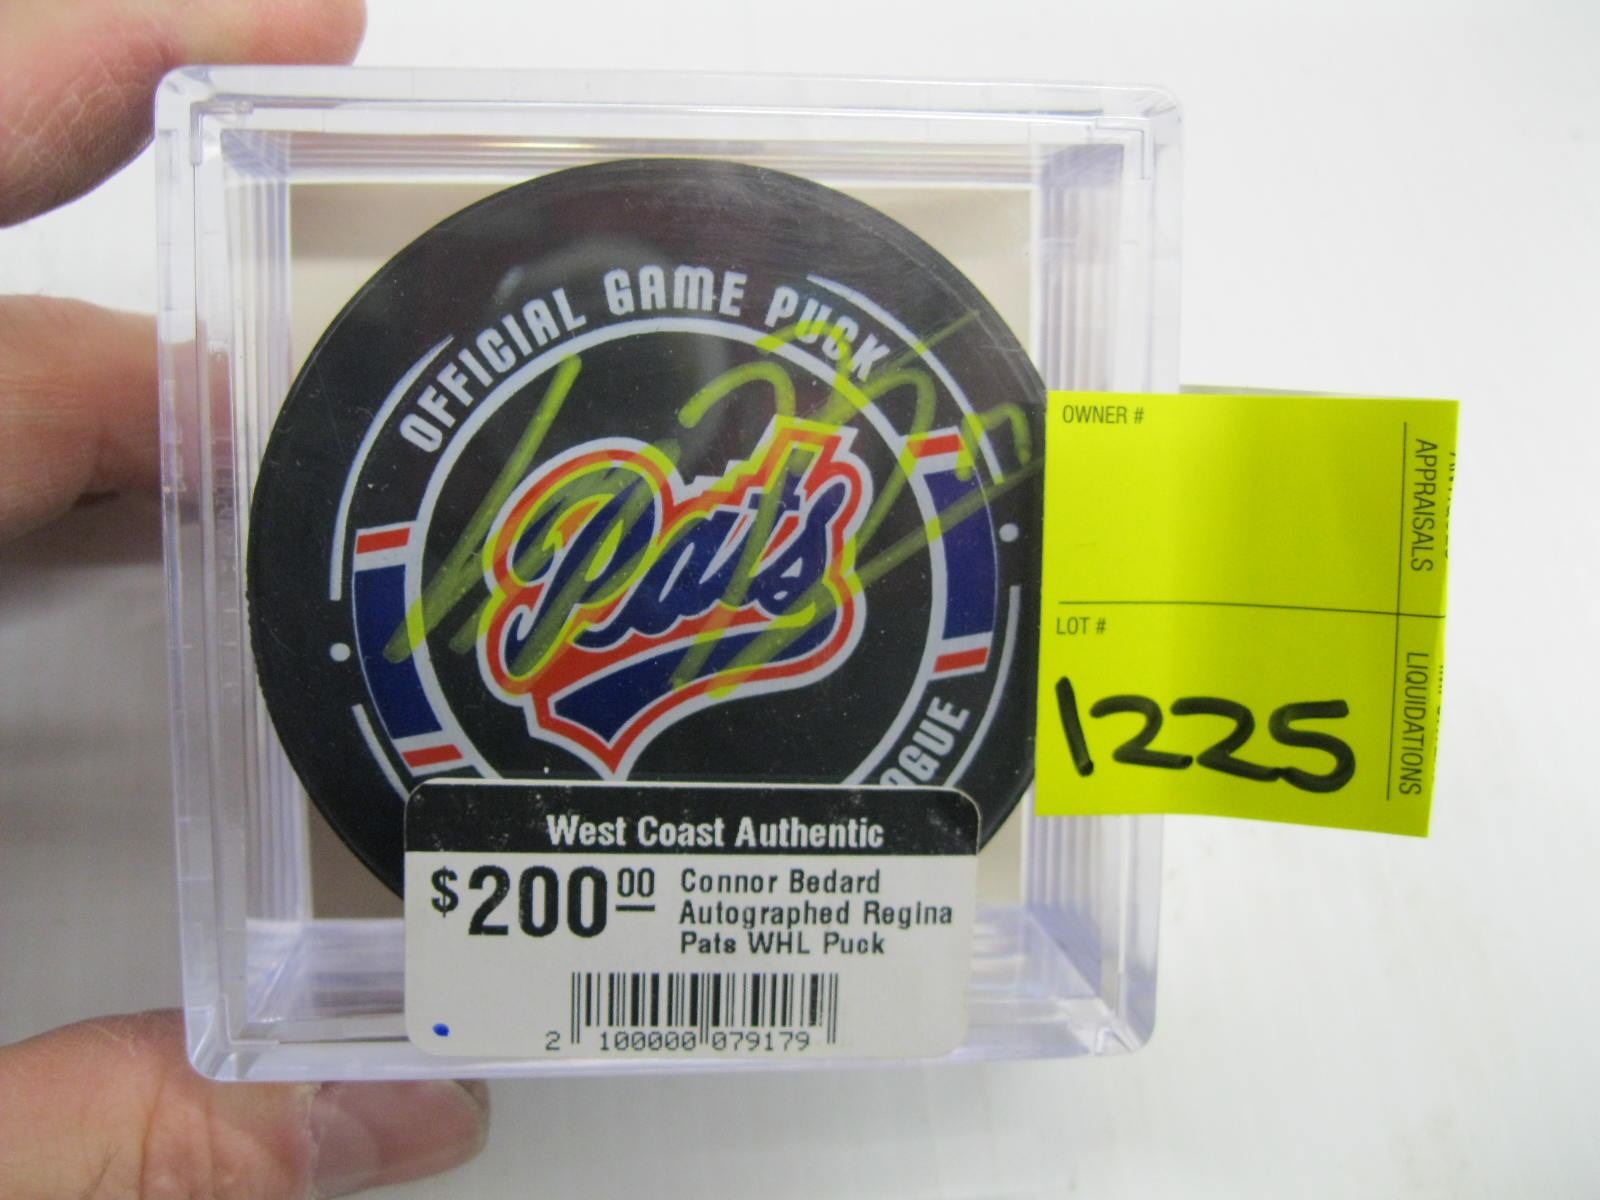 OFFICIAL GAME PUCK
Pats
OWNER #
APPRAISALS
LOT #
1225
LIQUIDATIONS
West Coast Authentic
$200.00
Connor Bedard
Autographed Regina
Pats WHL Puck
2 100000 079179